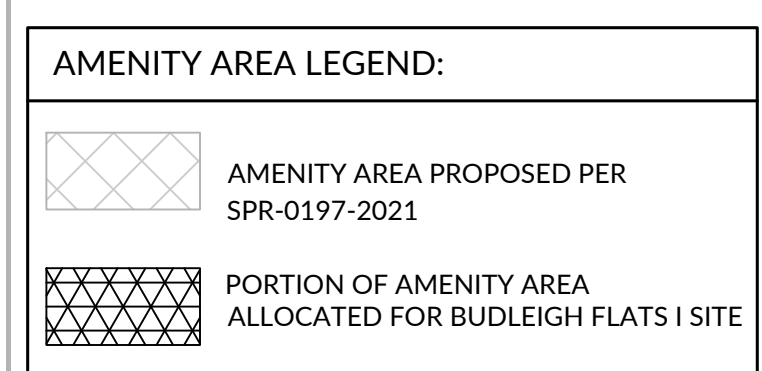 AMENITY AREA LEGEND:
AMENITY AREA PROPOSED PER
SPR-0197-2021
PORTION OF AMENITY AREA
ALLOCATED FOR BUDLEIGH FLATS I SITE